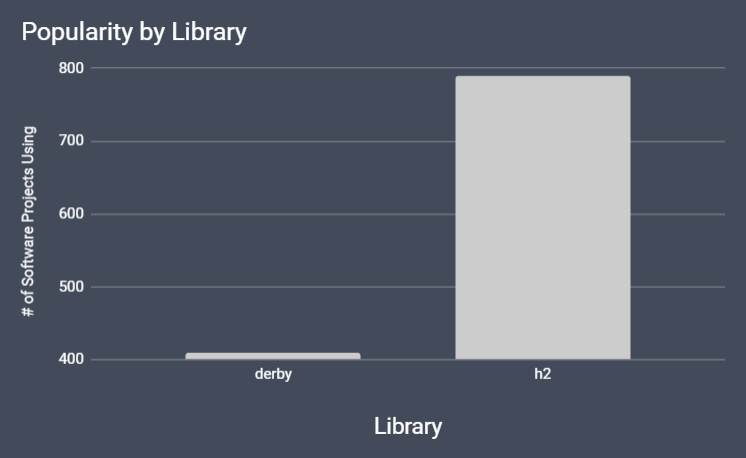 Popularity by Library
# of Software Projects Using
800
700
600
500
400
derby
h2
Library